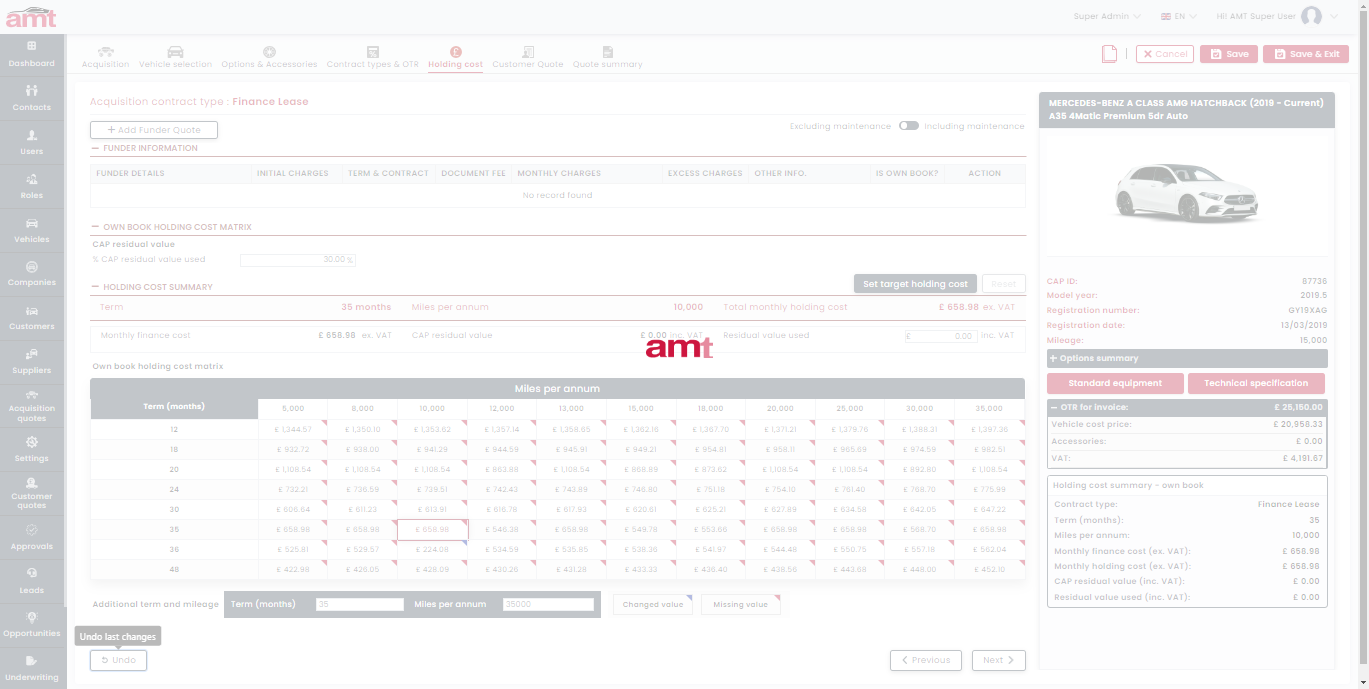 amt
Super Admin EN Hi! AMT Super User
Dashboard
Contacts
Users
Roles
Vehicles
Companies
Customers
Suppliers
Acquisition
quotes
Settings
Customer
quotes
Approvals
Leads
Opportunities
Underwriting
Acquisition Vehicle selection Options & Accessories Contract types & OTR Holding cost Customer Quote Quote summary
Cancel Save Save & Exit
Acquisition contract type : Finance Lease
+ Add Funder Quote
Excluding maintenance Including maintenance
— FUNDER INFORMATION
FUNDER DETAILS INITIAL CHARGES TERM & CONTRACT DOCUMENT FEE MONTHLY CHARGES EXCESS CHARGES OTHER INFO. IS OWN BOOK? ACTION
No record found
— OWN BOOK HOLDING COST MATRIX
CAP residual value
% CAP residual value used 30.00 %
— HOLDING COST SUMMARY
Set target holding cost Reset
Term 35 months Miles per annum 10,000 Total monthly holding cost £ 658.98 ex. VAT
Monthly finance cost £ 658.98 ex. VAT CAP residual value £ 0.00 inc. VAT Residual value used £ 0.00 inc. VAT
amt
Own book holding cost matrix
Miles per annum
Term (months) 5,000 8,000 10,000 12,000 13,000 15,000 18,000 20,000 25,000 30,000 35,000
12 £ 1,344.57 £ 1,350.10 £ 1,353.62 £ 1,357.14 £ 1,358.65 £ 1,362.16 £ 1,367.70 £ 1,371.21 £ 1,379.76 £ 1,388.31 £ 1,397.36
18 £ 932.72 £ 938.00 £ 941.29 £ 944.59 £ 945.91 £ 949.21 £ 954.81 £ 958.11 £ 965.69 £ 974.59 £ 982.51
20 £ 1,108.54 £ 1,108.54 £ 1,108.54 £ 863.88 £ 1,108.54 £ 868.89 £ 873.62 £ 1,108.54 £ 1,108.54 £ 892.80 £ 1,108.54
24 £ 732.21 £ 736.59 £ 739.51 £ 742.43 £ 743.89 £ 746.80 £ 751.18 £ 754.10 £ 761.40 £ 768.70 £ 775.99
30 £ 606.64 £ 611.23 £ 613.91 £ 616.78 £ 617.93 £ 620.61 £ 625.21 £ 627.89 £ 634.58 £ 642.05 £ 647.22
35 £ 658.98 £ 658.98 £ 658.98 £ 546.38 £ 658.98 £ 549.78 £ 553.66 £ 658.98 £ 658.98 £ 568.70 £ 658.98
36 £ 525.81 £ 529.57 £ 224.08 £ 534.59 £ 535.85 £ 538.36 £ 541.97 £ 544.48 £ 550.75 £ 557.18 £ 562.04
48 £ 422.98 £ 426.05 £ 428.09 £ 430.26 £ 431.28 £ 433.33 £ 436.40 £ 438.56 £ 443.68 £ 448.00 £ 452.10
Additional term and mileage Term (months) 35 Miles per annum 35000 Changed value Missing value
Undo last changes
Undo
Previous Next
MERCEDES-BENZ A CLASS AMG HATCHBACK (2019 - Current)
A35 4Matic Premium 5dr Auto
CAP ID: 87736
Model year: 2019.5
Registration number: GY19XAG
Registration date: 13/03/2019
Mileage: 15,000
+ Options summary
Standard equipment Technical specification
— OTR for invoice: £ 25,150.00
Vehicle cost price: £ 20,958.33
Accessories: £ 0.00
VAT: £ 4,191.67
Holding cost summary - own book
Contract type: Finance Lease
Term (months): 35
Miles per annum: 10,000
Monthly finance cost (ex. VAT): £ 658.98
Monthly holding cost (ex. VAT): £ 658.98
CAP residual value (inc. VAT): £ 0.00
Residual value used (inc. VAT): £ 0.00